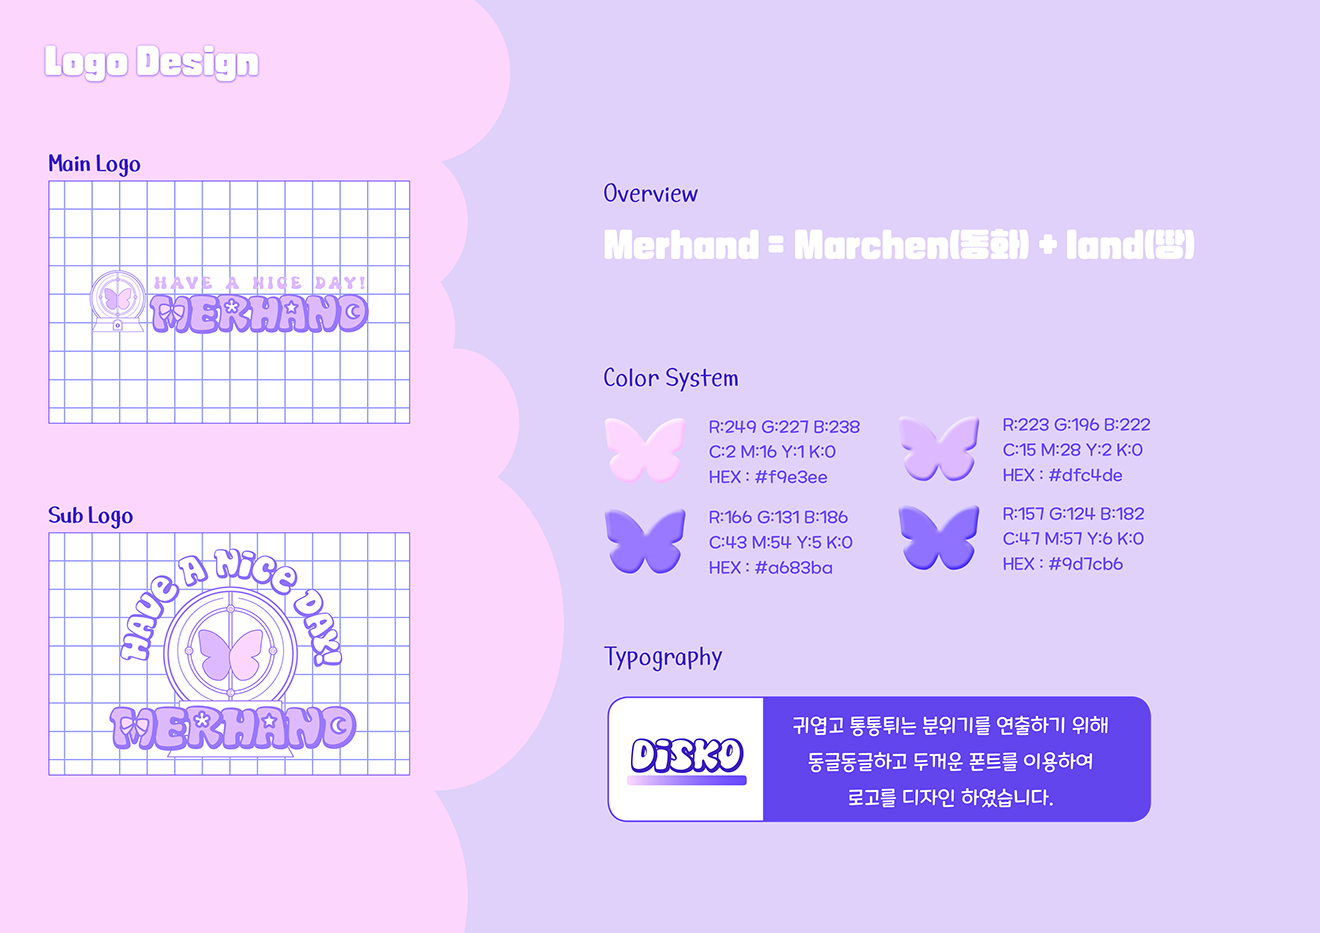 Logo Design
Main Logo
HAVE A NICE DAY!
MERHAND
Sub Logo
HAVE A NiCe DAY!
MERHAND
Overview
Merhand = Marchen(동화) + land(땅)
Color System
R:249 G:227 B:238
C:2 M:16 Y:1 K:0
HEX : #f9e3ee
R:223 G:196 B:222
C:15 M:28 Y:2 K:0
HEX : #dfc4de
R:166 G:131 B:186
C:43 M:54 Y:5 K:0
HEX : #a683ba
R:157 G:124 B:182
C:47 M:57 Y:6 K:0
HEX : #9d7cb6
Typography
DiSKO
귀엽고 통통튀는 분위기를 연출하기 위해
동글동글하고 두꺼운 폰트를 이용하여
로고를 디자인 하였습니다.